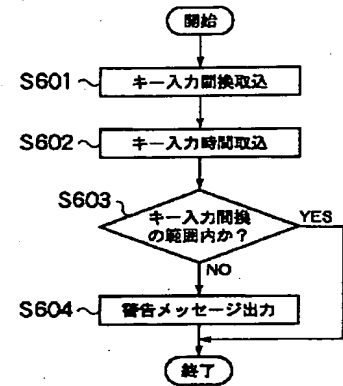 開始
S601
キー入力間換取込
S602
キー入力時間取込
S603
キー入力間換
の範囲内か?
YES
NO
S604
警告メッセージ出力
終了